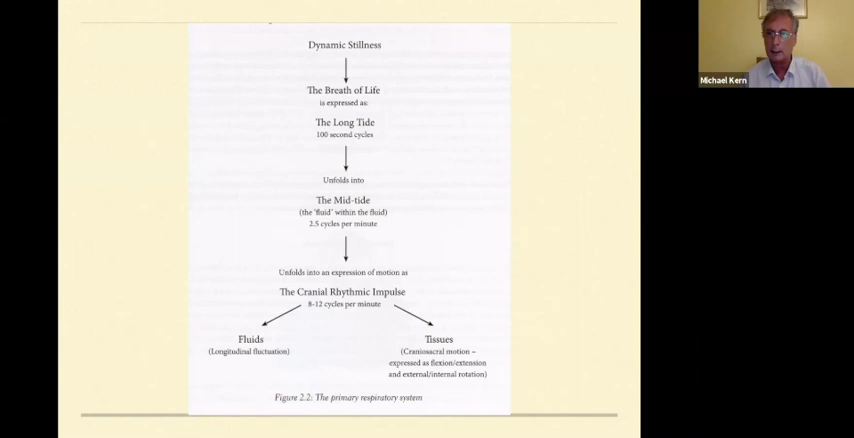 Dynamic Stillness
The Breath of Life
is expressed as:
The Long Tide
100 second cycles
Unfolds into
The Mid-tide
(the 'fluid' within the fluid)
2.5 cycles per minute
Unfolds into an expression of motion as
The Cranial Rhythmic Impulse
8-12 cycles per minute
Fluids
(Longitudinal fluctuation)
Tissues
(Craniosacral motion –
expressed as flexion/extension
and external/internal rotation)
Figure 2.2: The primary respiratory system
Michael Kern